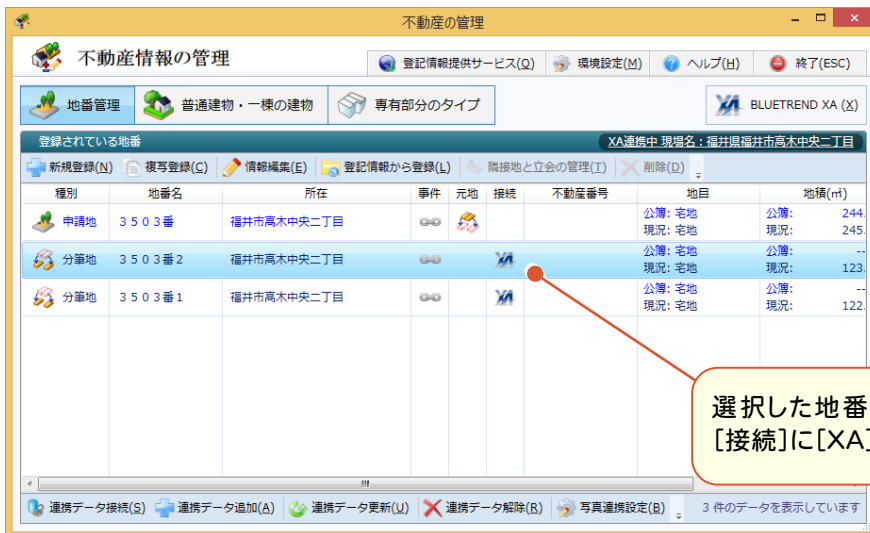 不動産の管理
不動産情報の管理
登記情報提供サービス(Q) 環境設定(M) ヘルプ(H) 終了(ESC)
地番管理 普通建物・一棟の建物 専有部分のタイプ BLUETREND XA (X)
登録されている地番 XA連携中 現場名：福井県福井市高木中央二丁目
新規登録(N) 複写登録(C) 情報編集(E) 登記情報から登録(L) 隣接地と立会の管理(T) 削除(D)
種別 地番名 所在 事件 元地 接続 不動産番号 地目 地積(㎡)
申請地 3503番 福井市高木中央二丁目 公簿: 宅地 公簿: 244.
現況: 宅地 現況: 245.
分筆地 3503番2 福井市高木中央二丁目 XA 公簿: 宅地 公簿: --
現況: 宅地 現況: 123.
分筆地 3503番1 福井市高木中央二丁目 XA 公簿: 宅地 公簿: --
現況: 宅地 現況: 122.
選択した地番
[接続]に[XA]
連携データ接続(S) 連携データ追加(A) 連携データ更新(U) 連携データ解除(R) 写真連携設定(B) 3 件のデータを表示しています